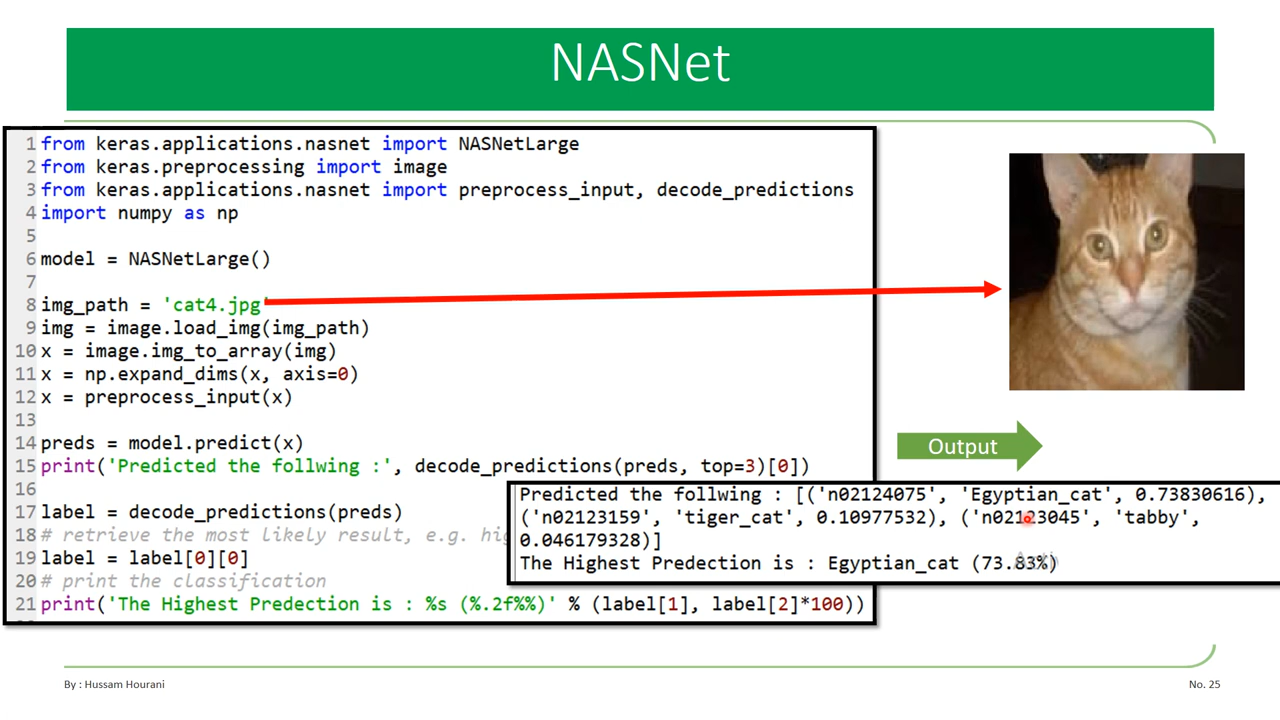 NASNet
1 from keras.applications.nasnet import NASNetLarge
2 from keras.preprocessing import image
3 from keras.applications.nasnet import preprocess_input, decode_predictions
4 import numpy as np
5
6 model = NASNetLarge()
7
8 img_path = 'cat4.jpg'
9 img = image.load_img(img_path)
10 x = image.img_to_array(img)
11 x = np.expand_dims(x, axis=0)
12 x = preprocess_input(x)
13
14 preds = model.predict(x)
15 print('Predicted the follwing :', decode_predictions(preds, top=3)[0])
16
17 label = decode_predictions(preds)
18 # retrieve the most likely result, e.g.
19 label = label[0][0]
20 # print the classification
21 print('The Highest Predection is : %s (%.2f%%)' % (label[1], label[2]*100))
Output
Predicted the follwing : [('n02124075', 'Egyptian_cat', 0.73830616),
('n02123159', 'tiger_cat', 0.10977532), ('n02123045', 'tabby',
0.046179328)]
The Highest Predection is : Egyptian_cat (73.83%)
By : Hussam Hourani
No. 25